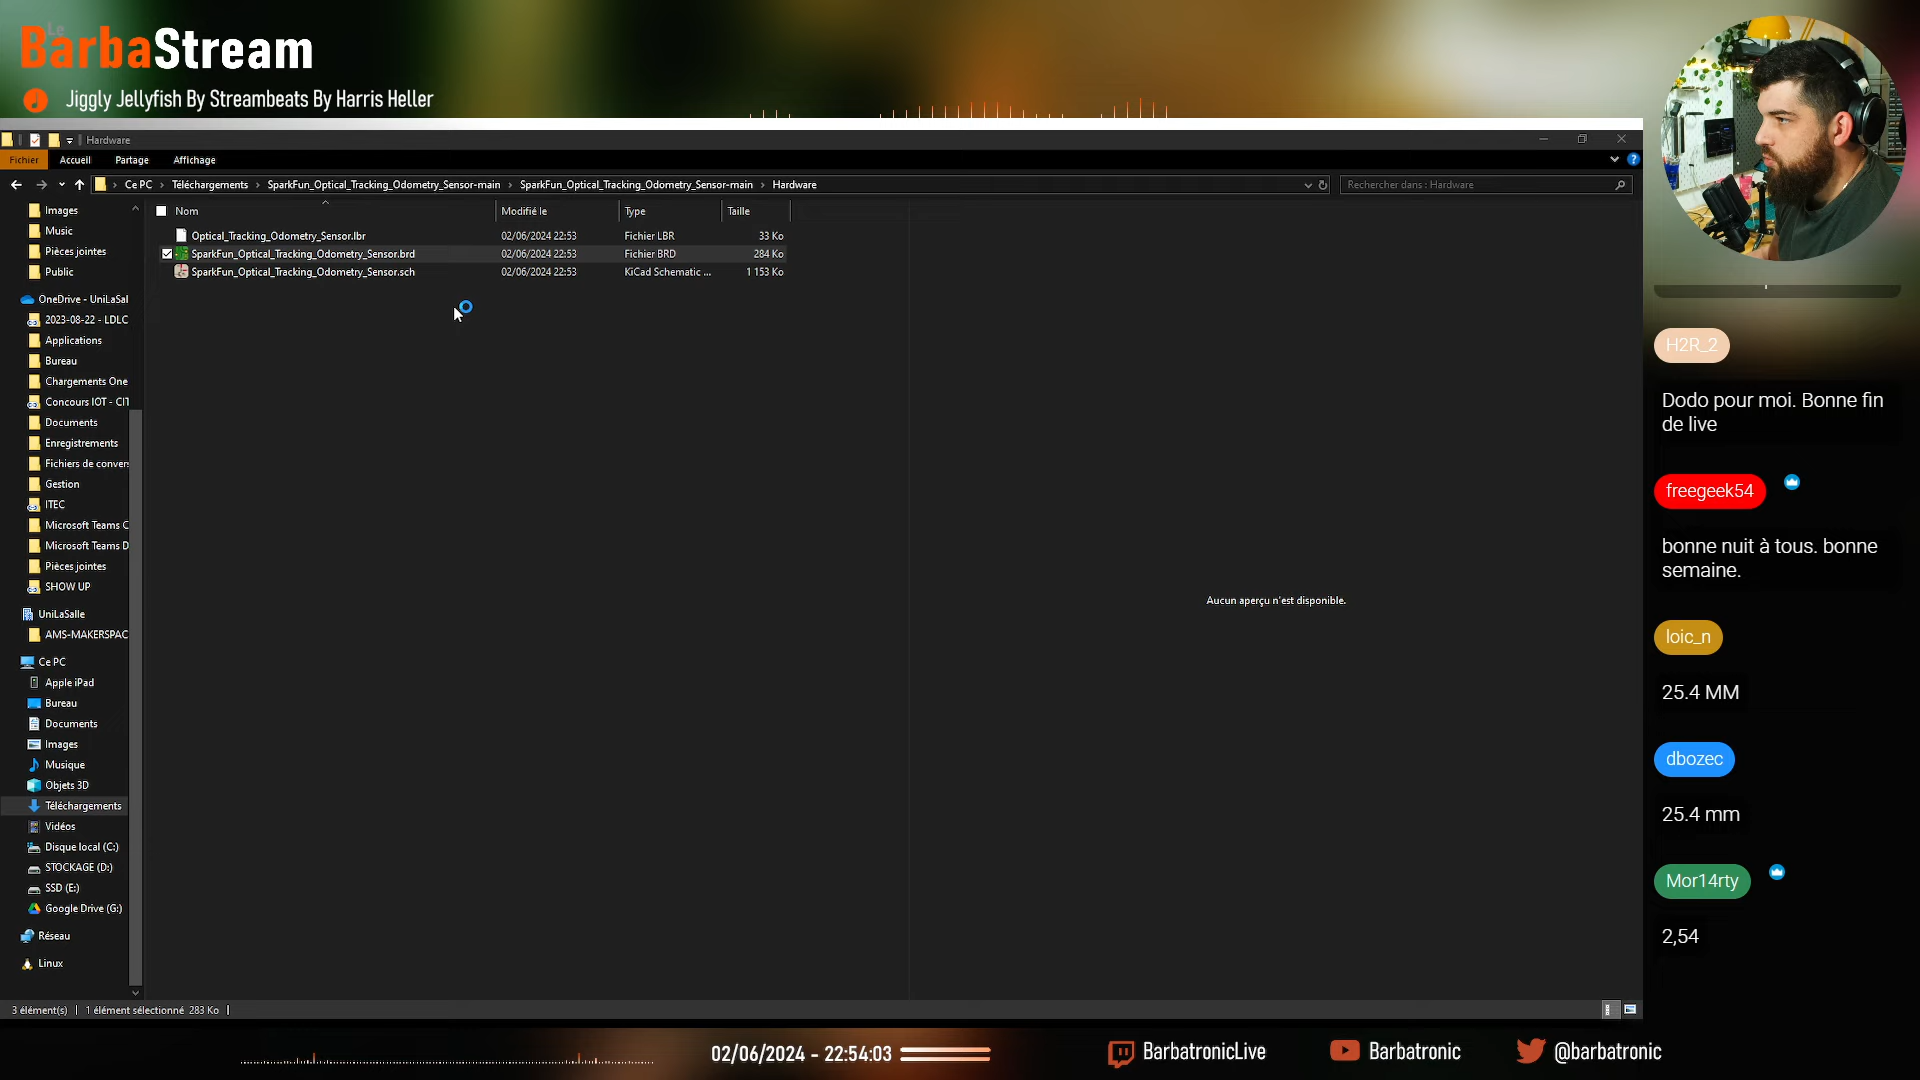 Le
BarbaStream
Jiggly Jellyfish By Streambeats By Harris Heller
Hardware
Fichier Accueil Partage Affichage
Ce PC > Téléchargements > SparkFun_Optical_Tracking_Odometry_Sensor-main > SparkFun_Optical_Tracking_Odometry_Sensor-main > Hardware
Rechercher dans : Hardware
Nom Modifié le Type Taille
Optical_Tracking_Odometry_Sensor.lbr 02/06/2024 22:53 Fichier LBR 33 Ko
SparkFun_Optical_Tracking_Odometry_Sensor.brd 02/06/2024 22:53 Fichier BRD 284 Ko
SparkFun_Optical_Tracking_Odometry_Sensor.sch 02/06/2024 22:53 KiCad Schematic ... 1 153 Ko
Images
Music
Pièces jointes
Public
OneDrive - UniLaSal
2023-08-22 - LDLC
Applications
Bureau
Chargements One
Concours IOT - CIT
Documents
Enregistrements
Fichiers de convers
Gestion
ITEC
Microsoft Teams C
Microsoft Teams D
Pièces jointes
SHOW UP
UniLaSalle
AMS-MAKERSPAC
Ce PC
Apple iPad
Bureau
Documents
Images
Musique
Objets 3D
Téléchargements
Vidéos
Disque local (C:)
STOCKAGE (D:)
SSD (E:)
Google Drive (G:)
Réseau
Linux
Aucun aperçu n'est disponible.
3 élément(s) 1 élément sélectionné 283 Ko
H2R_2
Dodo pour moi. Bonne fin
de live
freegeek54
bonne nuit à tous. bonne
semaine.
loic_n
25.4 MM
dbozec
25.4 mm
Mor14rty
2,54
02/06/2024 - 22:54:03
BarbatronicLive
Barbatronic
@barbatronic